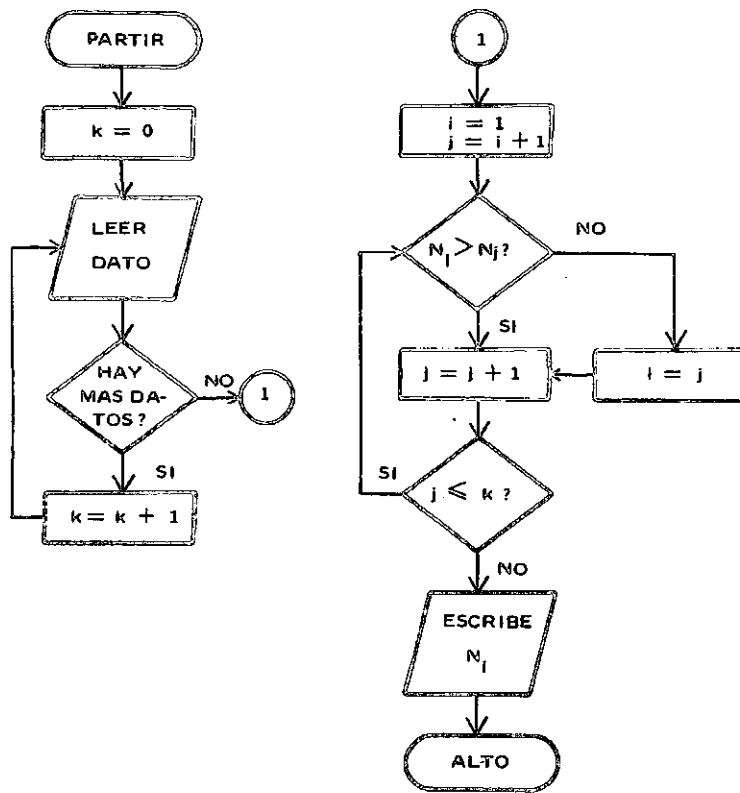 PARTIR
k = 0
LEER
DATO
HAY
MAS DA-
TOS?
NO
1
SI
k = k + 1
1
i = 1
j = i + 1
Ni > Nj?
NO
SI
j = j + 1
i = j
SI
j ≤ k ?
NO
ESCRIBE
Ni
ALTO